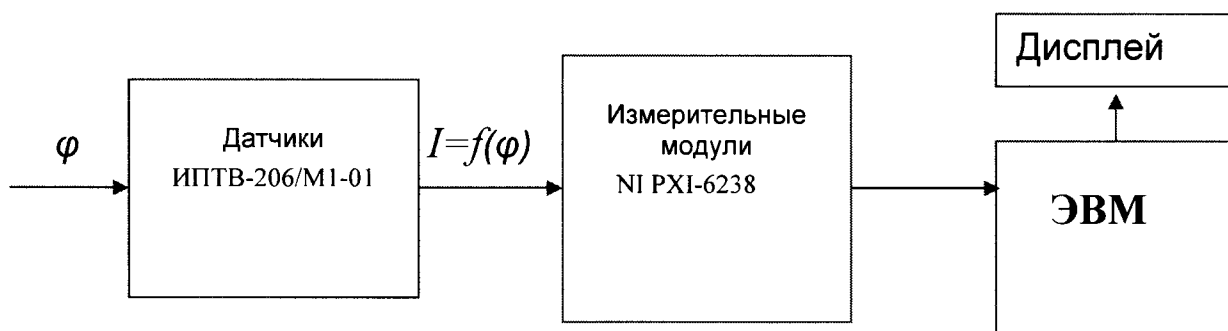 φ
Датчики
ИПТВ-206/М1-01
I=f(φ)
Измерительные
модули
NI PXI-6238
Дисплей
ЭВМ